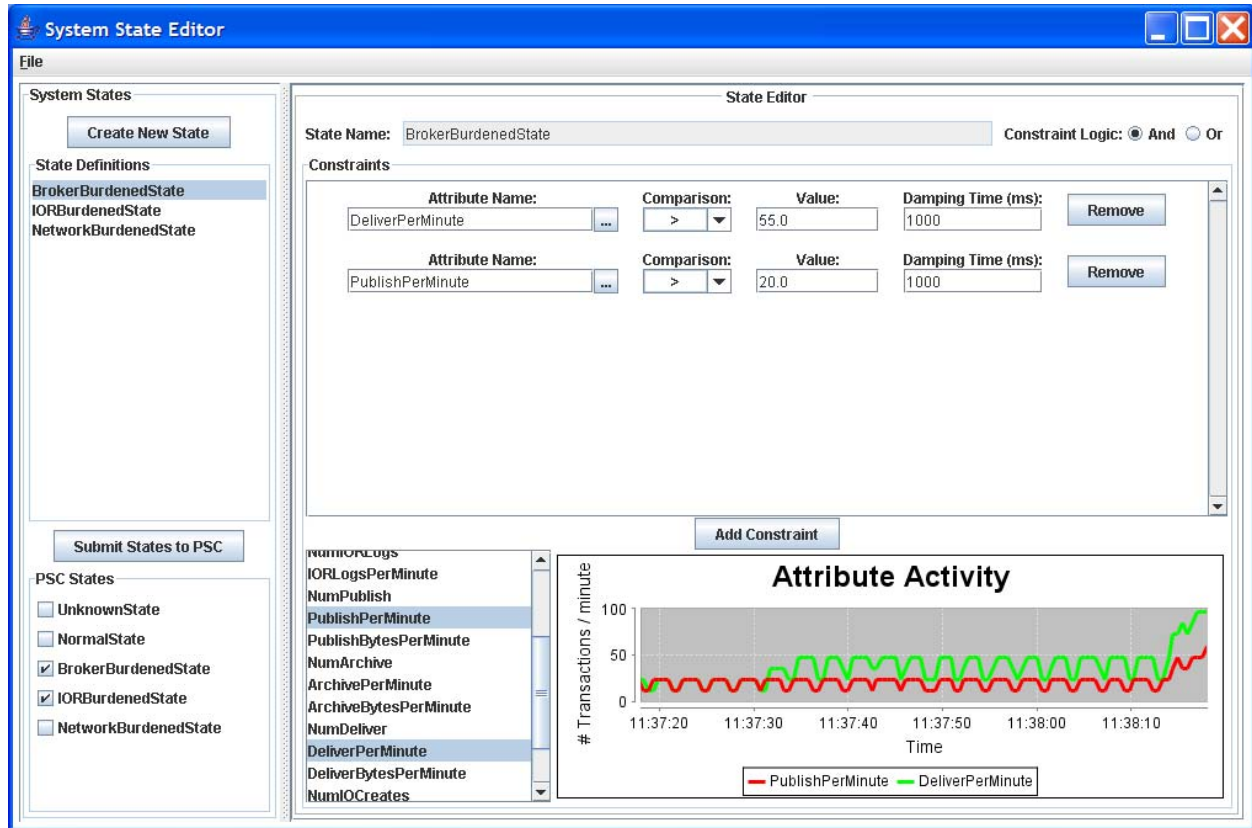 System State Editor
File
System States
Create New State
State Definitions
BrokerBurdenedState
IORBurdenedState
NetworkBurdenedState
Submit States to PSC
PSC States
UnknownState
NormalState
BrokerBurdenedState
IORBurdenedState
NetworkBurdenedState
State Editor
State Name: BrokerBurdenedState Constraint Logic: And Or
Constraints
Attribute Name: Comparison: Value: Damping Time (ms):
DeliverPerMinute ... > 55.0 1000 Remove
Attribute Name: Comparison: Value: Damping Time (ms):
PublishPerMinute ... > 20.0 1000 Remove
Add Constraint
NumIORLogs
IORLogsPerMinute
NumPublish
PublishPerMinute
PublishBytesPerMinute
NumArchive
ArchivePerMinute
ArchiveBytesPerMinute
NumDeliver
DeliverPerMinute
DeliverBytesPerMinute
NumIOCreates
Attribute Activity
# Transactions / minute
100
50
0
11:37:20 11:37:30 11:37:40 11:37:50 11:38:00 11:38:10
Time
PublishPerMinute DeliverPerMinute